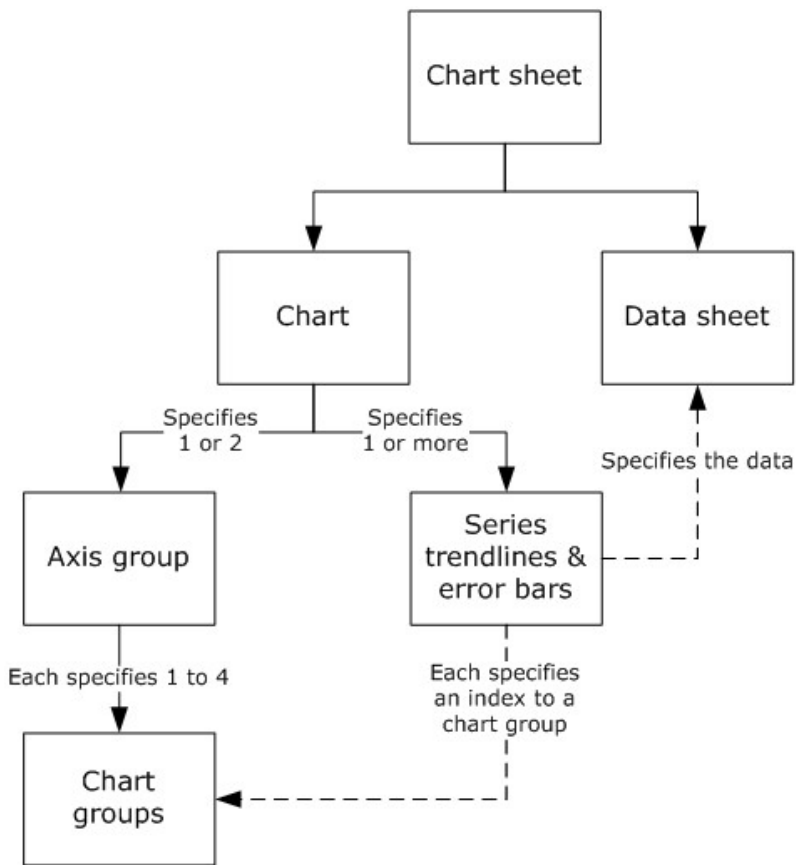 Chart sheet
Chart
Data sheet
Specifies
1 or 2
Specifies
1 or more
Specifies the data
Axis group
Series
trendlines &
error bars
Each specifies 1 to 4
Each specifies
an index to a
chart group
Chart
groups